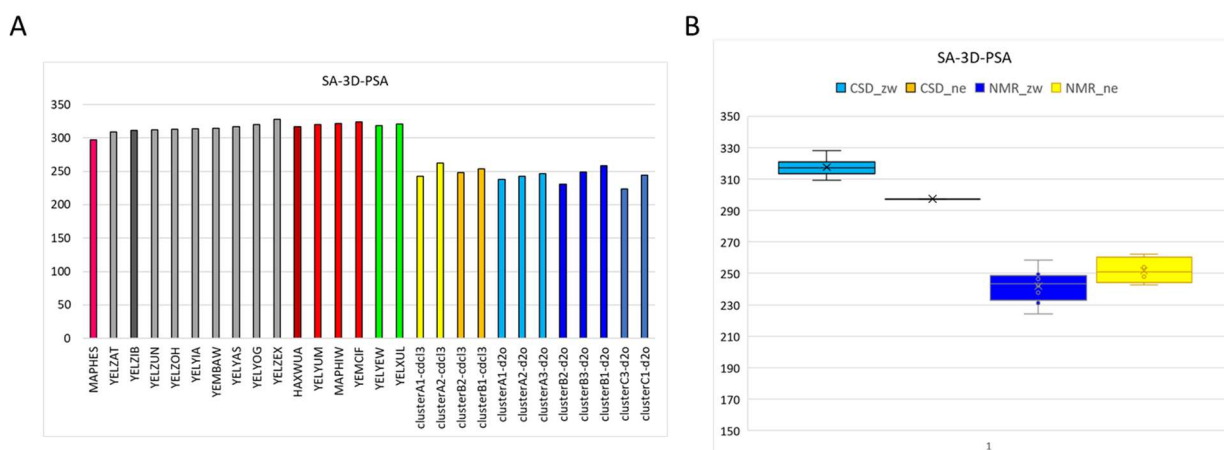 A
SA-3D-PSA
350
300
250
200
150
100
50
0
MAPHES
YELZAT
YELZIB
YELZUN
YELZOH
YELYIA
YEMBAW
YELYAS
YELYOG
YELZEX
HAXWUA
YELYUM
MAPHIW
YEMCIF
YELYEW
YELXUL
clusterA1-cdcl3
clusterA2-cdcl3
clusterB2-cdcl3
clusterB1-cdcl3
clusterA1-d2o
clusterA2-d2o
clusterA3-d2o
clusterB2-d2o
clusterB3-d2o
clusterB1-d2o
clusterC3-d2o
clusterC1-d2o
B
SA-3D-PSA
CSD_zw CSD_ne NMR_zw NMR_ne
350
330
310
290
270
250
230
210
190
170
150
1